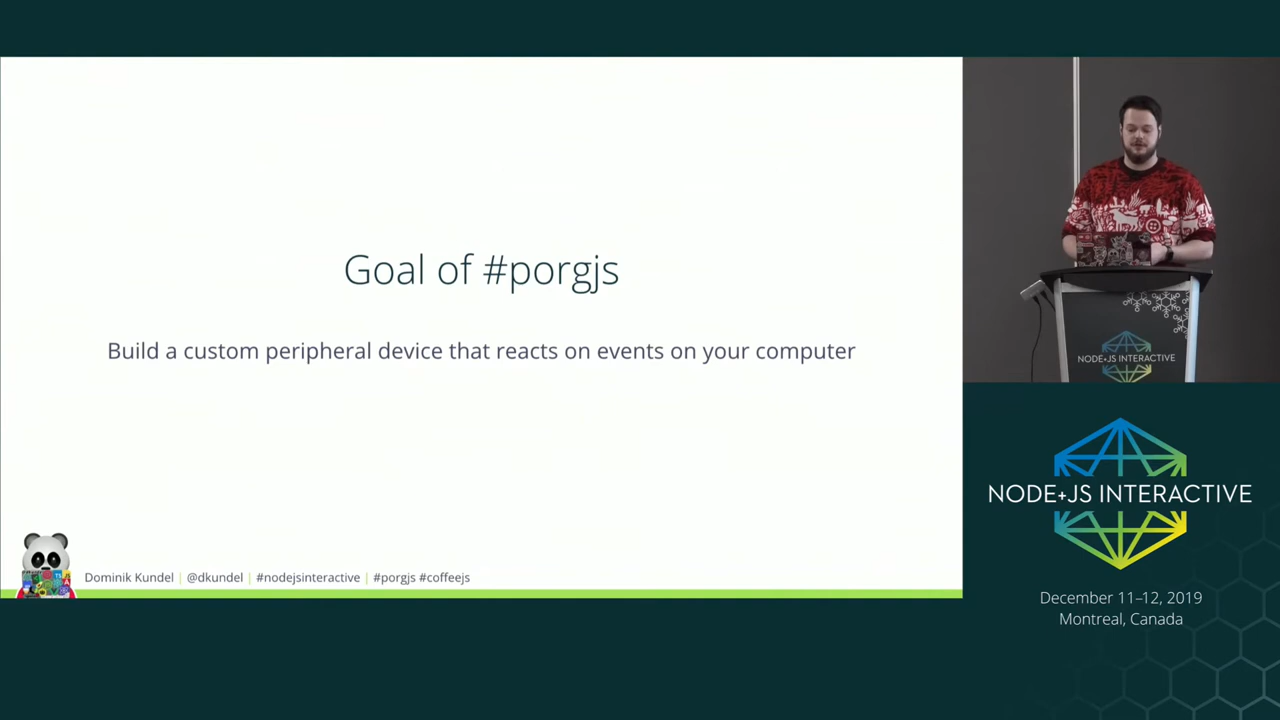 Goal of #porgjs
Build a custom peripheral device that reacts on events on your computer
Dominik Kundel | @dkundel | #nodejsinteractive | #porgjs #coffeejs
NODE+JS INTERACTIVE
NODE+JS INTERACTIVE
December 11–12, 2019
Montreal, Canada